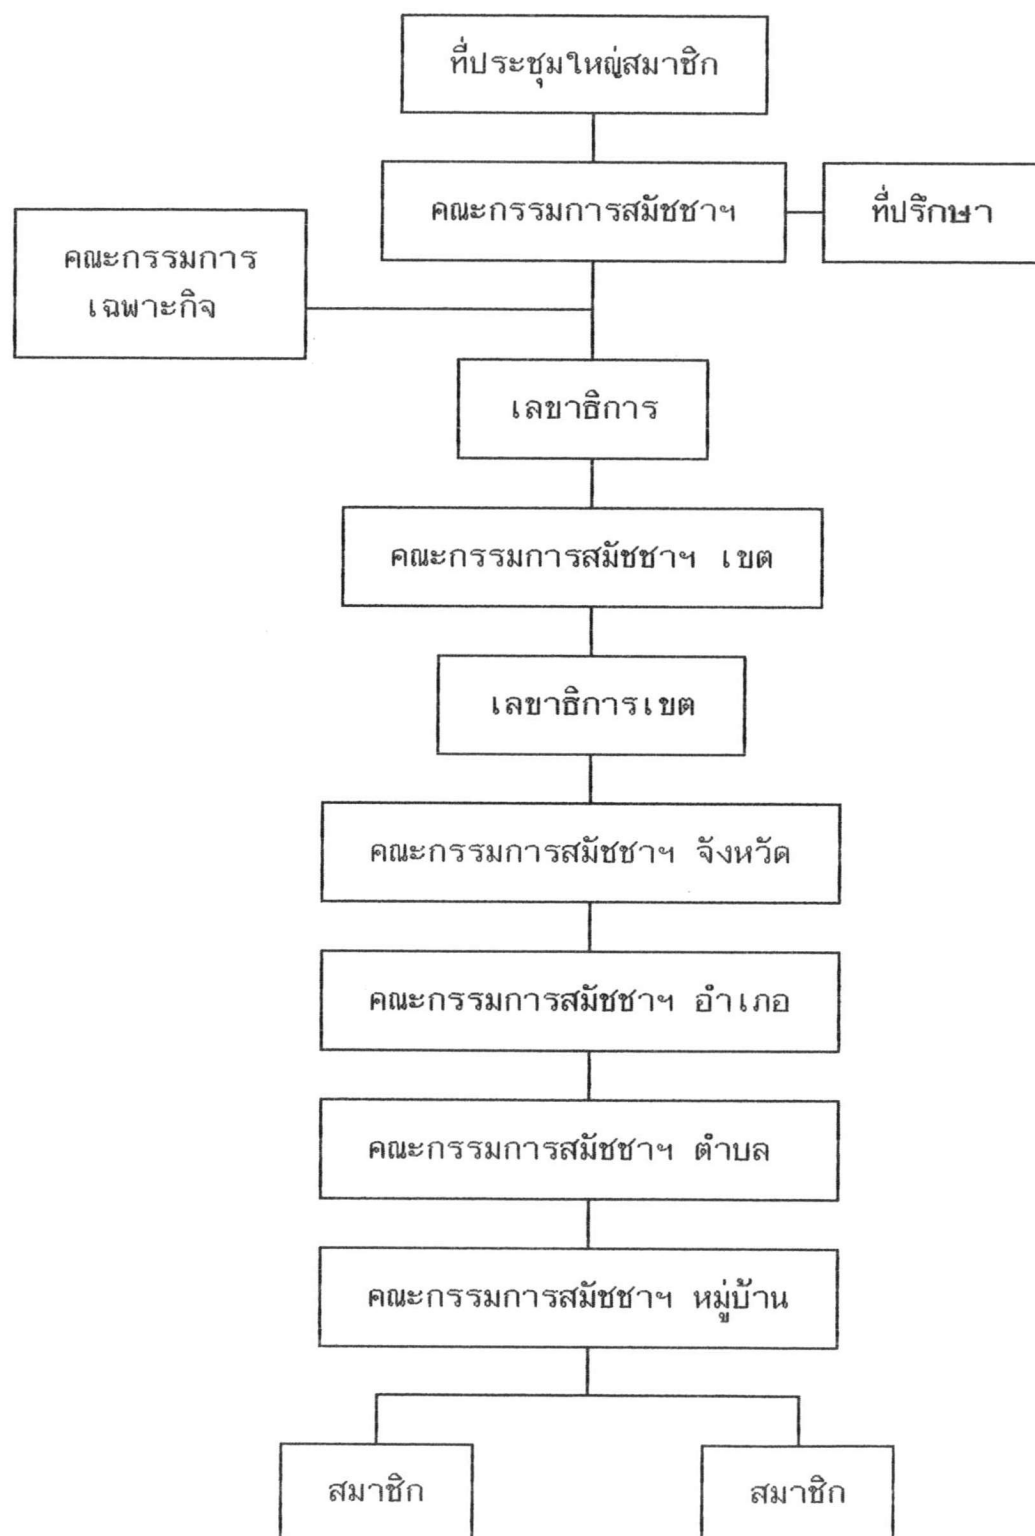 ที่ประชุมใหญ่สมาชิก
คณะกรรมการสมัชชาฯ
ที่ปรึกษา
คณะกรรมการ
เฉพาะกิจ
เลขาธิการ
คณะกรรมการสมัชชาฯ เขต
เลขาธิการเขต
คณะกรรมการสมัชชาฯ จังหวัด
คณะกรรมการสมัชชาฯ อำเภอ
คณะกรรมการสมัชชาฯ ตำบล
คณะกรรมการสมัชชาฯ หมู่บ้าน
สมาชิก
สมาชิก